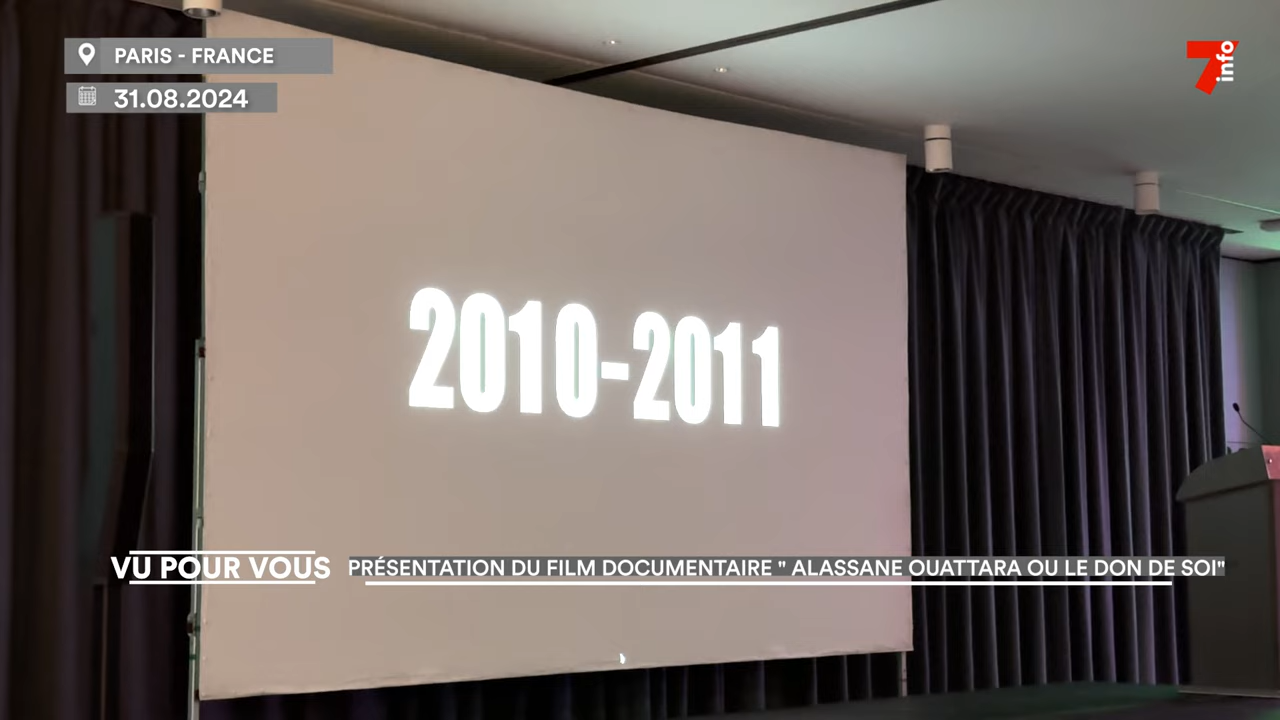 PARIS - FRANCE
31.08.2024
7info
2010-2011
VU POUR VOUS
PRÉSENTATION DU FILM DOCUMENTAIRE " ALASSANE OUATTARA OU LE DON DE SOI"